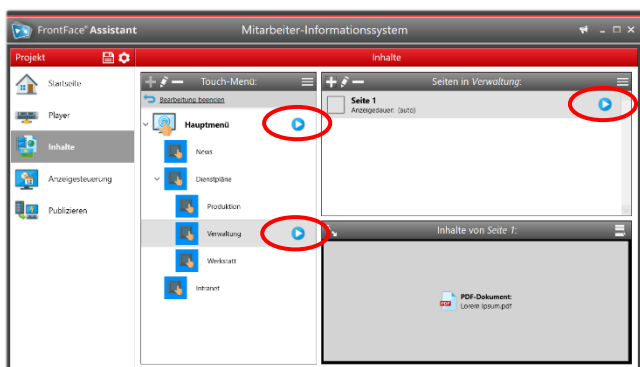 FrontFace® Assistant
Mitarbeiter-Informationssystem
Projekt
Inhalte
Startseite
Player
Inhalte
Anzeigesteuerung
Publizieren
Touch-Menü:
Bearbeitung beenden
Hauptmenü
News
Dienstpläne
Produktion
Verwaltung
Werkstatt
Intranet
Seiten in Verwaltung:
Seite 1
Anzeigedauer: (auto)
Inhalte von Seite 1:
PDF
PDF-Dokument:
Lorem Ipsum.pdf